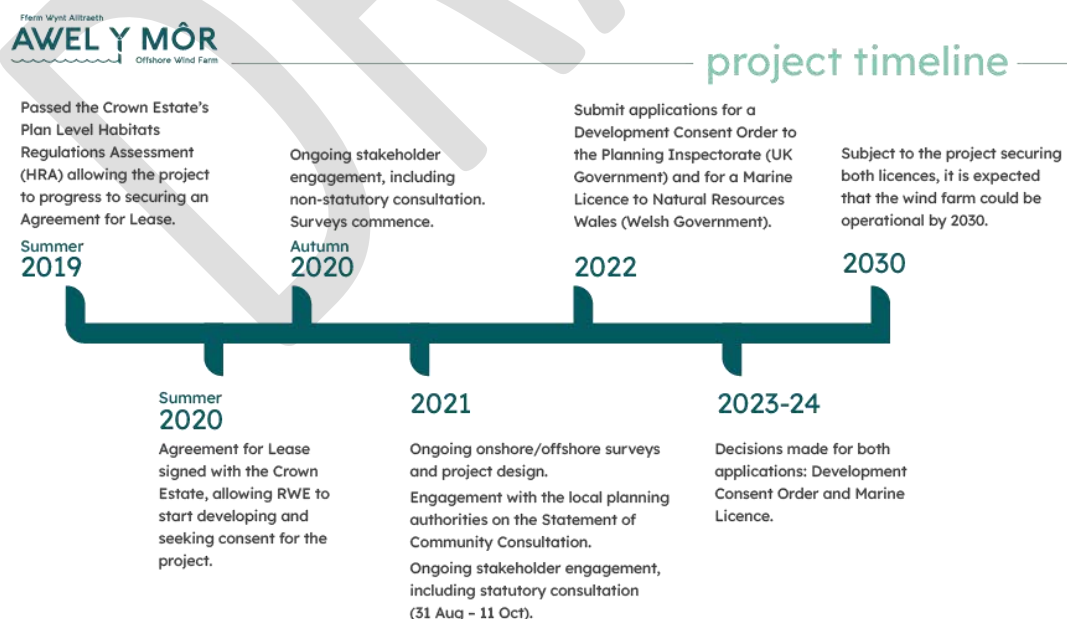 Fferm Wynt Alltraeth
AWEL Y MÔR
Offshore Wind Farm
project timeline
Passed the Crown Estate's
Plan Level Habitats
Regulations Assessment
(HRA) allowing the project
to progress to securing an
Agreement for Lease.
Summer
2019
Ongoing stakeholder
engagement, including
non-statutory consultation.
Surveys commence.
Autumn
2020
Submit applications for a
Development Consent Order to
the Planning Inspectorate (UK
Government) and for a Marine
Licence to Natural Resources
Wales (Welsh Government).
2022
Subject to the project securing
both licences, it is expected
that the wind farm could be
operational by 2030.
2030
Summer
2020
Agreement for Lease
signed with the Crown
Estate, allowing RWE to
start developing and
seeking consent for the
project.
2021
Ongoing onshore/offshore surveys
and project design.
Engagement with the local planning
authorities on the Statement of
Community Consultation.
Ongoing stakeholder engagement,
including statutory consultation
(31 Aug – 11 Oct).
2023-24
Decisions made for both
applications: Development
Consent Order and Marine
Licence.